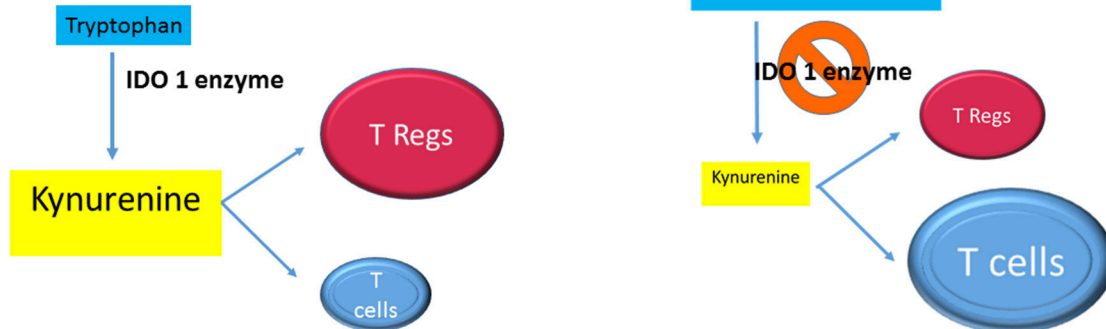 Tryptophan
IDO 1 enzyme
T Regs
Kynurenine
T
cells
IDO 1 enzyme
T Regs
Kynurenine
T cells